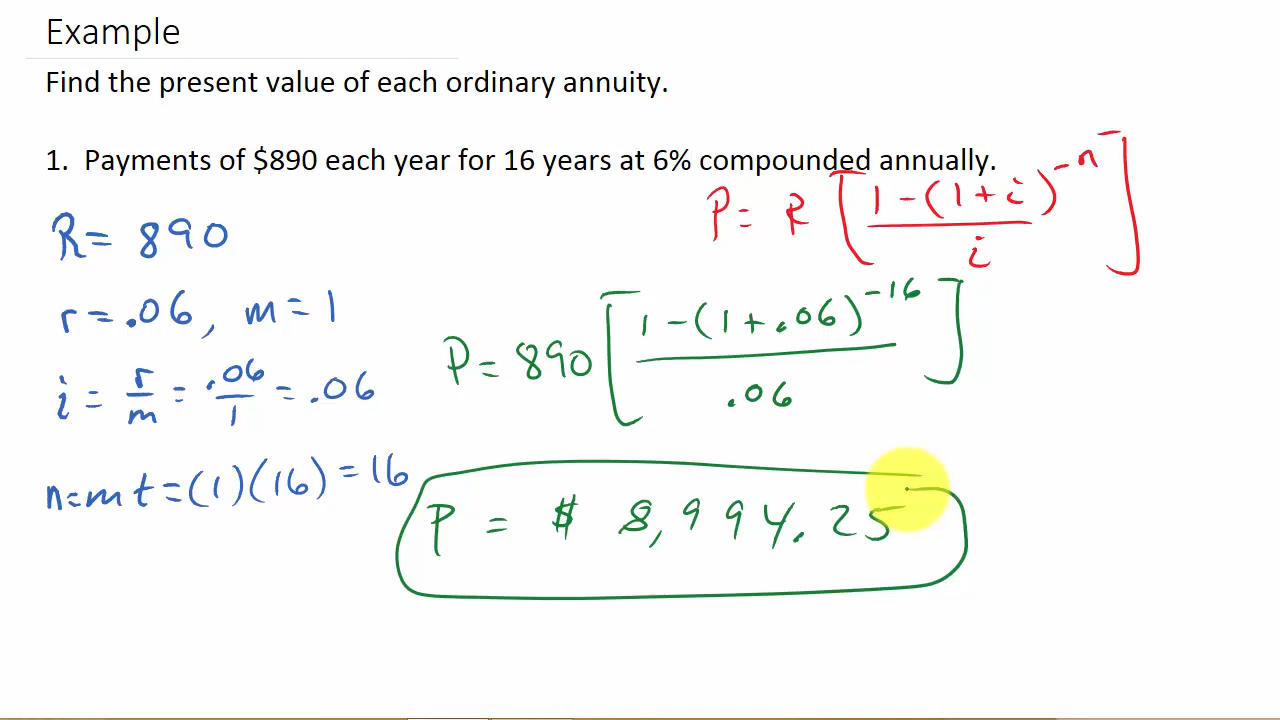 Example
Find the present value of each ordinary annuity.
1. Payments of $890 each year for 16 years at 6% compounded annually.
P = R [ 1-(1+i)^-n / i ]
R = 890
r = .06, m = 1
P = 890 [ 1-(1+.06)^-16 / .06 ]
i = r/m = .06/1 = .06
n = m t = (1)(16) = 16
P = $ 8,994.25